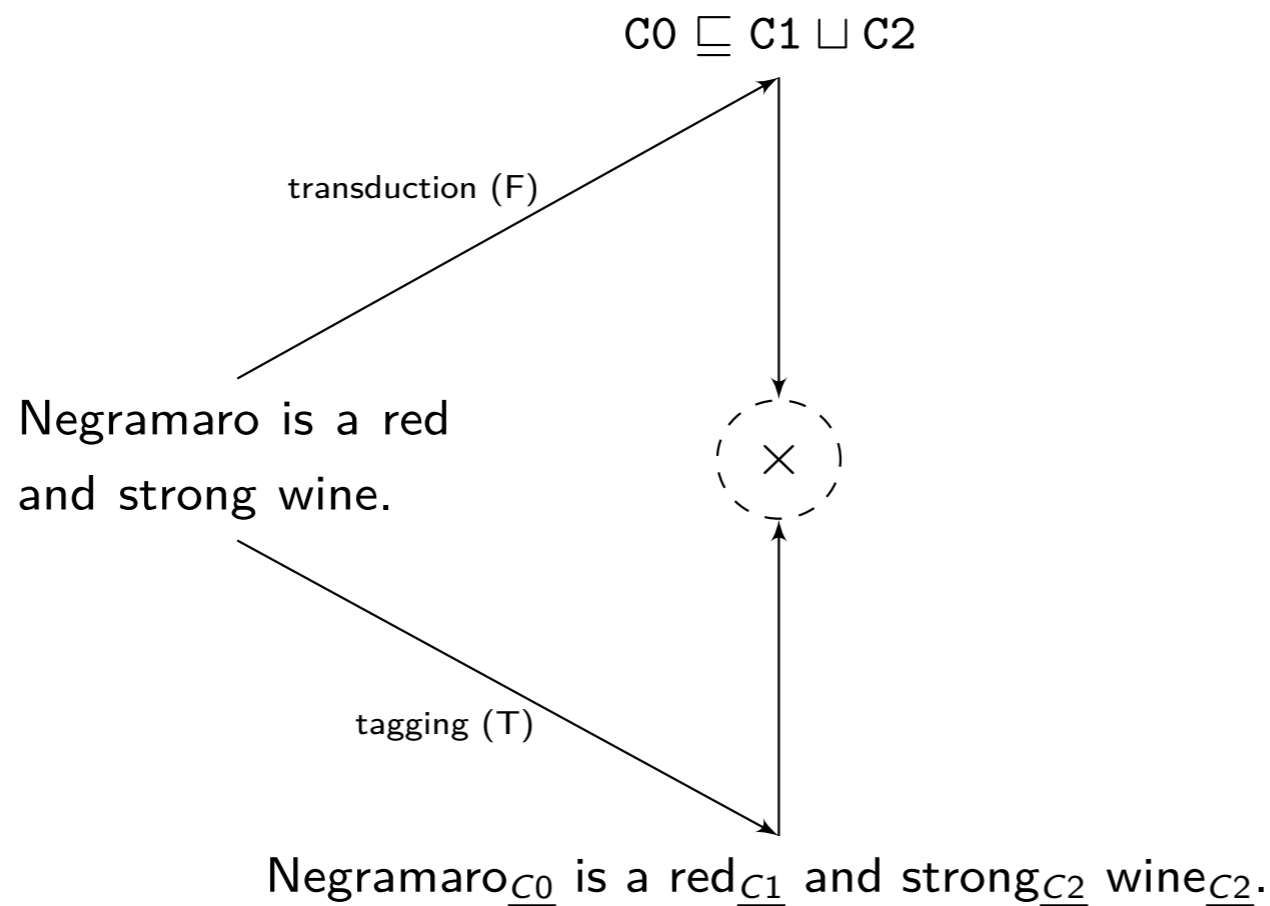 C0 ⊑ C1 ⊔ C2
transduction (F)
Negramaro is a red
and strong wine.
×
tagging (T)
Negramaro_C0 is a red_C1 and strong_C2 wine_C2.